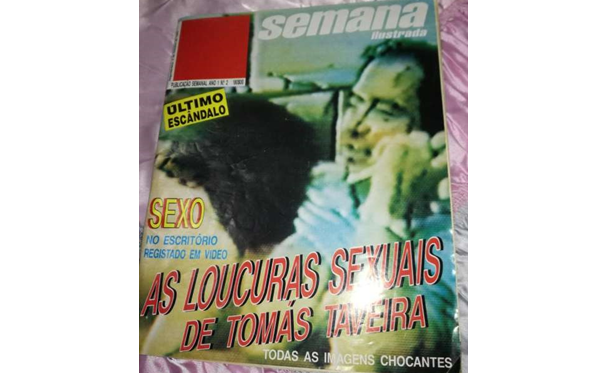 semana
ilustrada
PUBLICAÇÃO SEMANAL ANO 1 Nº 2
ÚLTIMO
ESCÂNDALO
SEXO
NO ESCRITÓRIO
REGISTADO EM VIDEO
AS LOUCURAS SEXUAIS
DE TOMÁS TAVEIRA
TODAS AS IMAGENS CHOCANTES